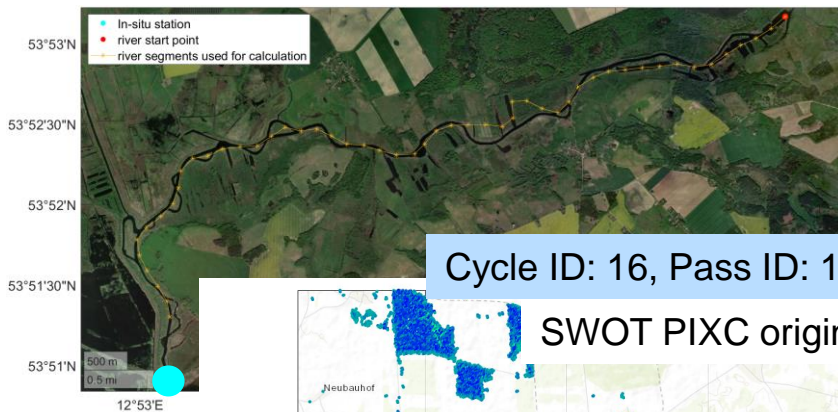 In-situ station
river start point
river segments used for calculation
53°53'N
53°52'30"N
53°52'N
53°51'30"N
53°51'N
500 m
0.5 mi
12°53'E
Cycle ID: 16, Pass ID: 1
SWOT PIXC origin
Neubauhof